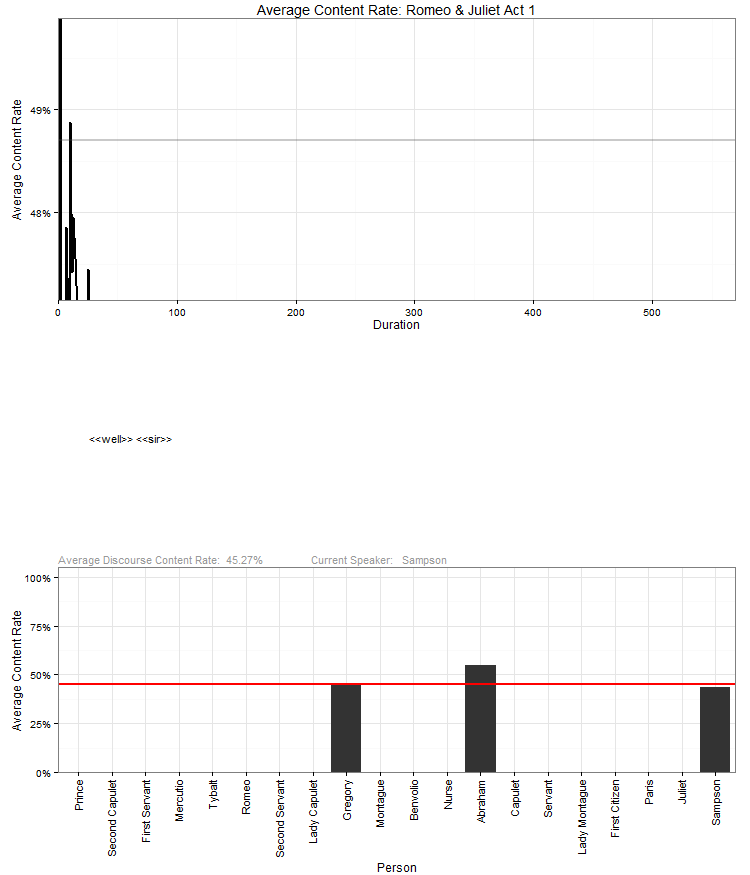 Average Content Rate: Romeo & Juliet Act 1
Average Content Rate
49%
48%
0 100 200 300 400 500
Duration
<<well>> <<sir>>
Average Discourse Content Rate: 45.27% Current Speaker: Sampson
Average Content Rate
100%
75%
50%
25%
0%
Prince
Second Capulet
First Servant
Mercutio
Tybalt
Romeo
Second Servant
Lady Capulet
Gregory
Montague
Benvolio
Nurse
Abraham
Capulet
Servant
Lady Montague
First Citizen
Paris
Juliet
Sampson
Person